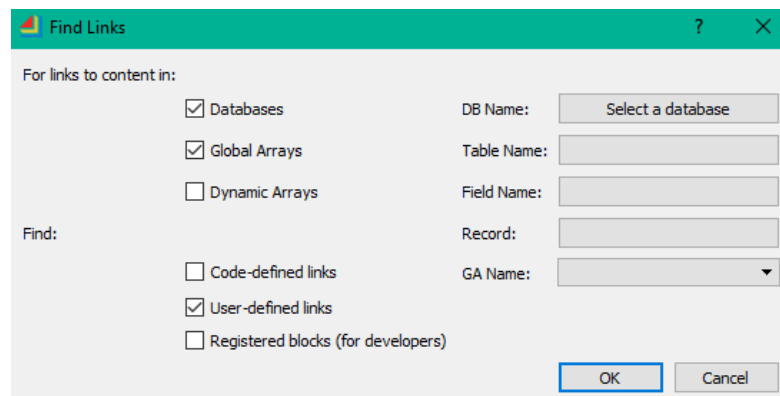 Find Links ?
For links to content in:
Databases DB Name: Select a database
Global Arrays Table Name:
Dynamic Arrays Field Name:
Find: Record:
Code-defined links GA Name:
User-defined links
Registered blocks (for developers)
OK Cancel